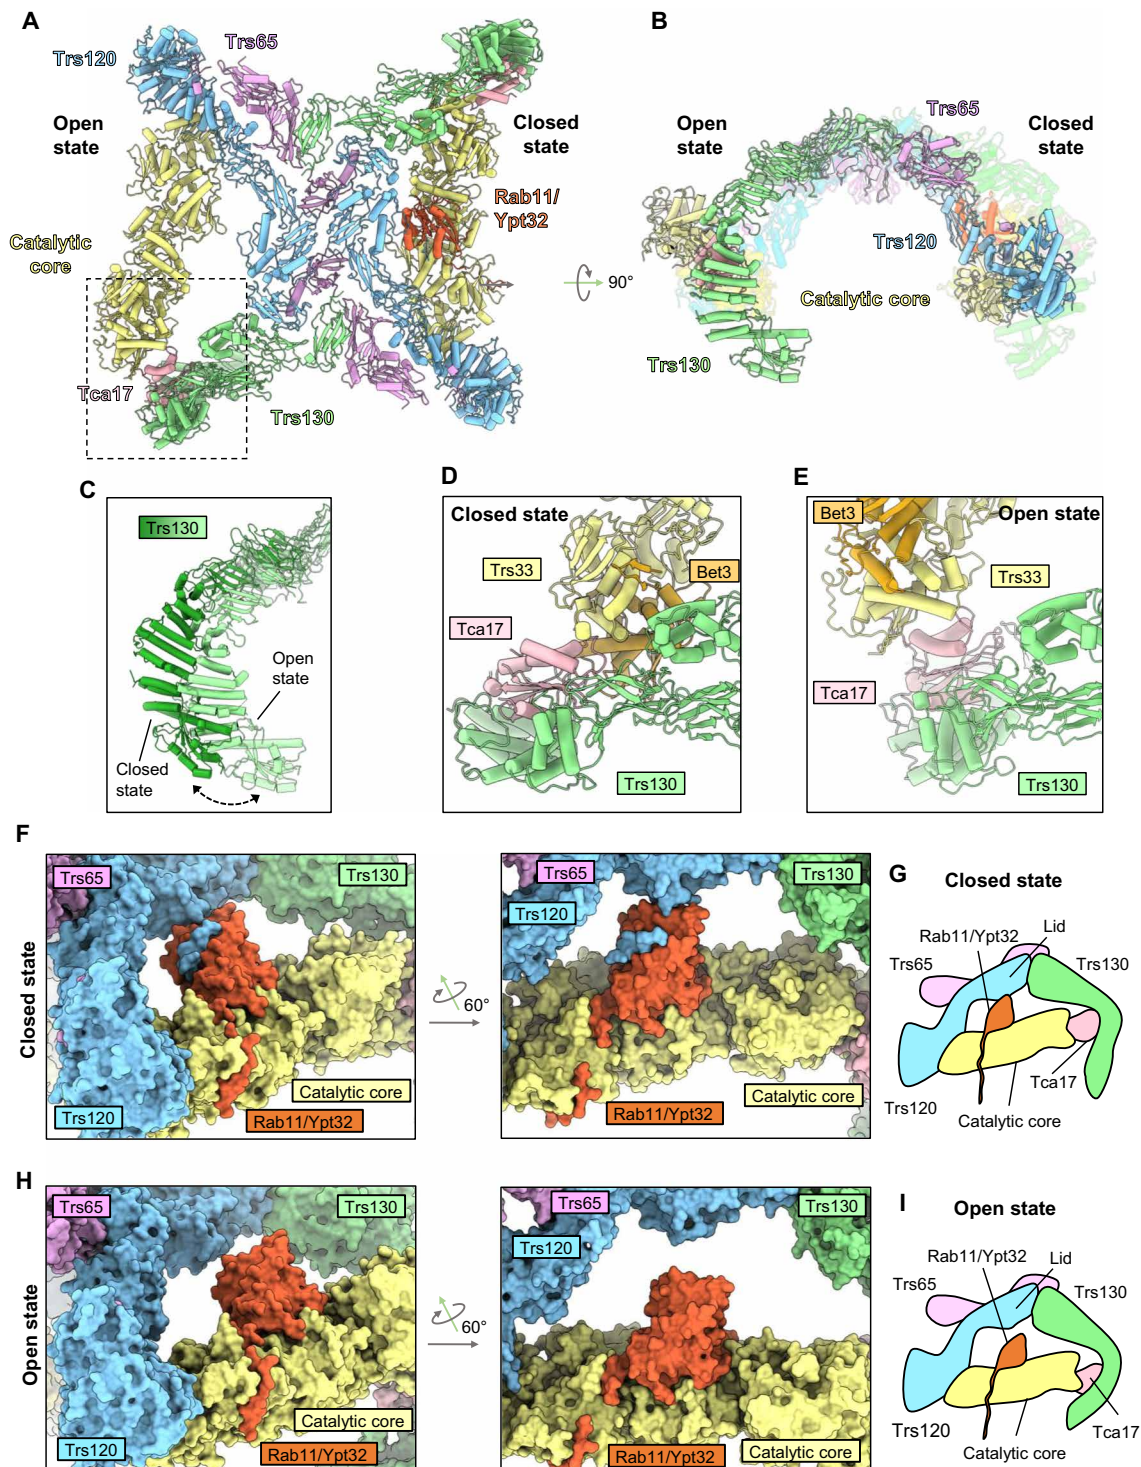 A
Trs120
Trs65
Open
state
Closed
state
Rab11/
Ypt32
Catalytic
core
Tca17
Trs130
90°
B
Trs65
Open
state
Closed
state
Trs120
Catalytic core
Trs130
C
Trs130
Open
state
Closed
state
D
Closed state
Trs33
Bet3
Tca17
Trs130
E
Bet3
Open state
Trs33
Tca17
Trs130
F
Closed state
Trs65
Trs130
Trs120
Catalytic core
Rab11/Ypt32
60°
Trs65
Trs130
Trs120
Catalytic core
Rab11/Ypt32
G
Closed state
Rab11/Ypt32
Lid
Trs65
Trs130
Tca17
Trs120
Catalytic core
H
Open state
Trs65
Trs130
Catalytic core
Trs120
Rab11/Ypt32
60°
Trs65
Trs130
Trs120
Rab11/Ypt32
Catalytic core
I
Open state
Rab11/Ypt32
Lid
Trs65
Trs130
Trs120
Tca17
Catalytic core